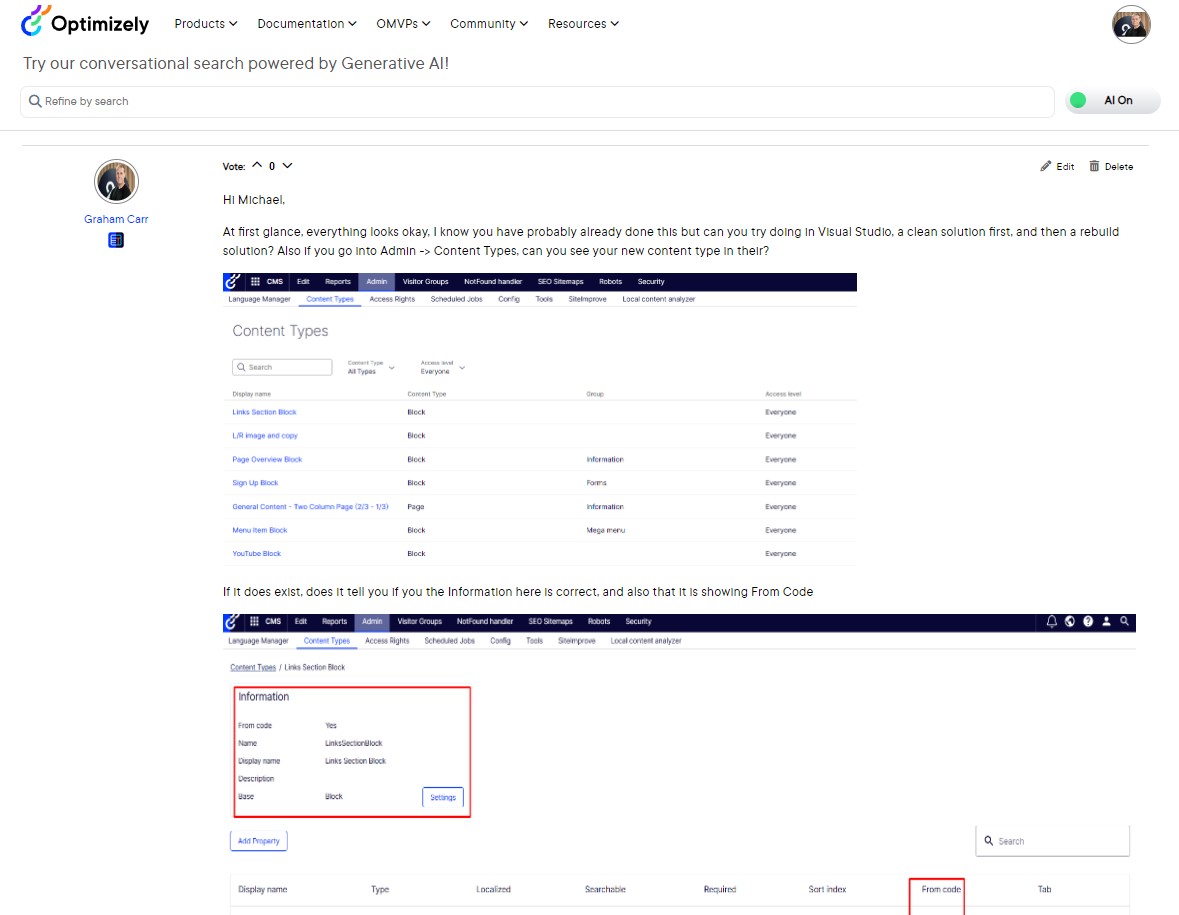 Optimizely Products Documentation OMVPs Community Resources
Try our conversational search powered by Generative AI!
Refine by search
AI On
Vote: 0
Edit Delete
Graham Carr
Hi Michael,
At first glance, everything looks okay, I know you have probably already done this but can you try doing in Visual Studio, a clean solution first, and then a rebuild
solution? Also if you go into Admin -> Content Types, can you see your new content type in their?
CMS Edit Reports Admin Visitor Groups NotFound handler SEO Sitemaps Robots Security
Language Manager Content Types Access Rights Scheduled Jobs Config Tools SiteImprove Local content analyzer
Content Types
Search
Content Type
All Types
Access level
Everyone
Display name Content Type Group Access level
Links Section Block Block Everyone
L/R image and copy Block Everyone
Page Overview Block Block Information Everyone
Sign Up Block Block Forms Everyone
General Content - Two Column Page (2/3 - 1/3) Page Information Everyone
Menu Item Block Block Mega menu Everyone
YouTube Block Block Everyone
If it does exist, does it tell you if you the Information here is correct, and also that it is showing From Code
CMS Edit Reports Admin Visitor Groups NotFound handler SEO Sitemaps Robots Security
Language Manager Content Types Access Rights Scheduled Jobs Config Tools SiteImprove Local content analyzer
Content Types / Links Section Block
Information
From code Yes
Name LinksSectionBlock
Display name Links Section Block
Description
Base Block Settings
Add Property
Search
Display name Type Localized Searchable Required Sort index From code Tab